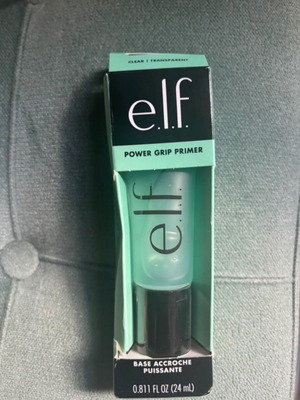 CLEAR | TRANSPARENT
e.l.f.
POWER GRIP PRIMER
e.l.f.
BASE ACCROCHE
PUISSANTE
0.811 FL OZ (24 mL)